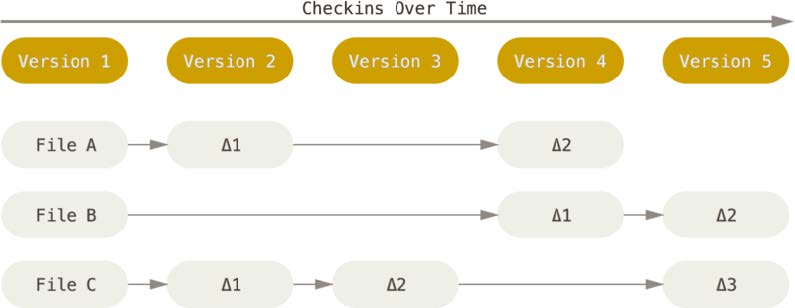 Checkins Over Time
Version 1 Version 2 Version 3 Version 4 Version 5
File A Δ1 Δ2
File B Δ1 Δ2
File C Δ1 Δ2 Δ3